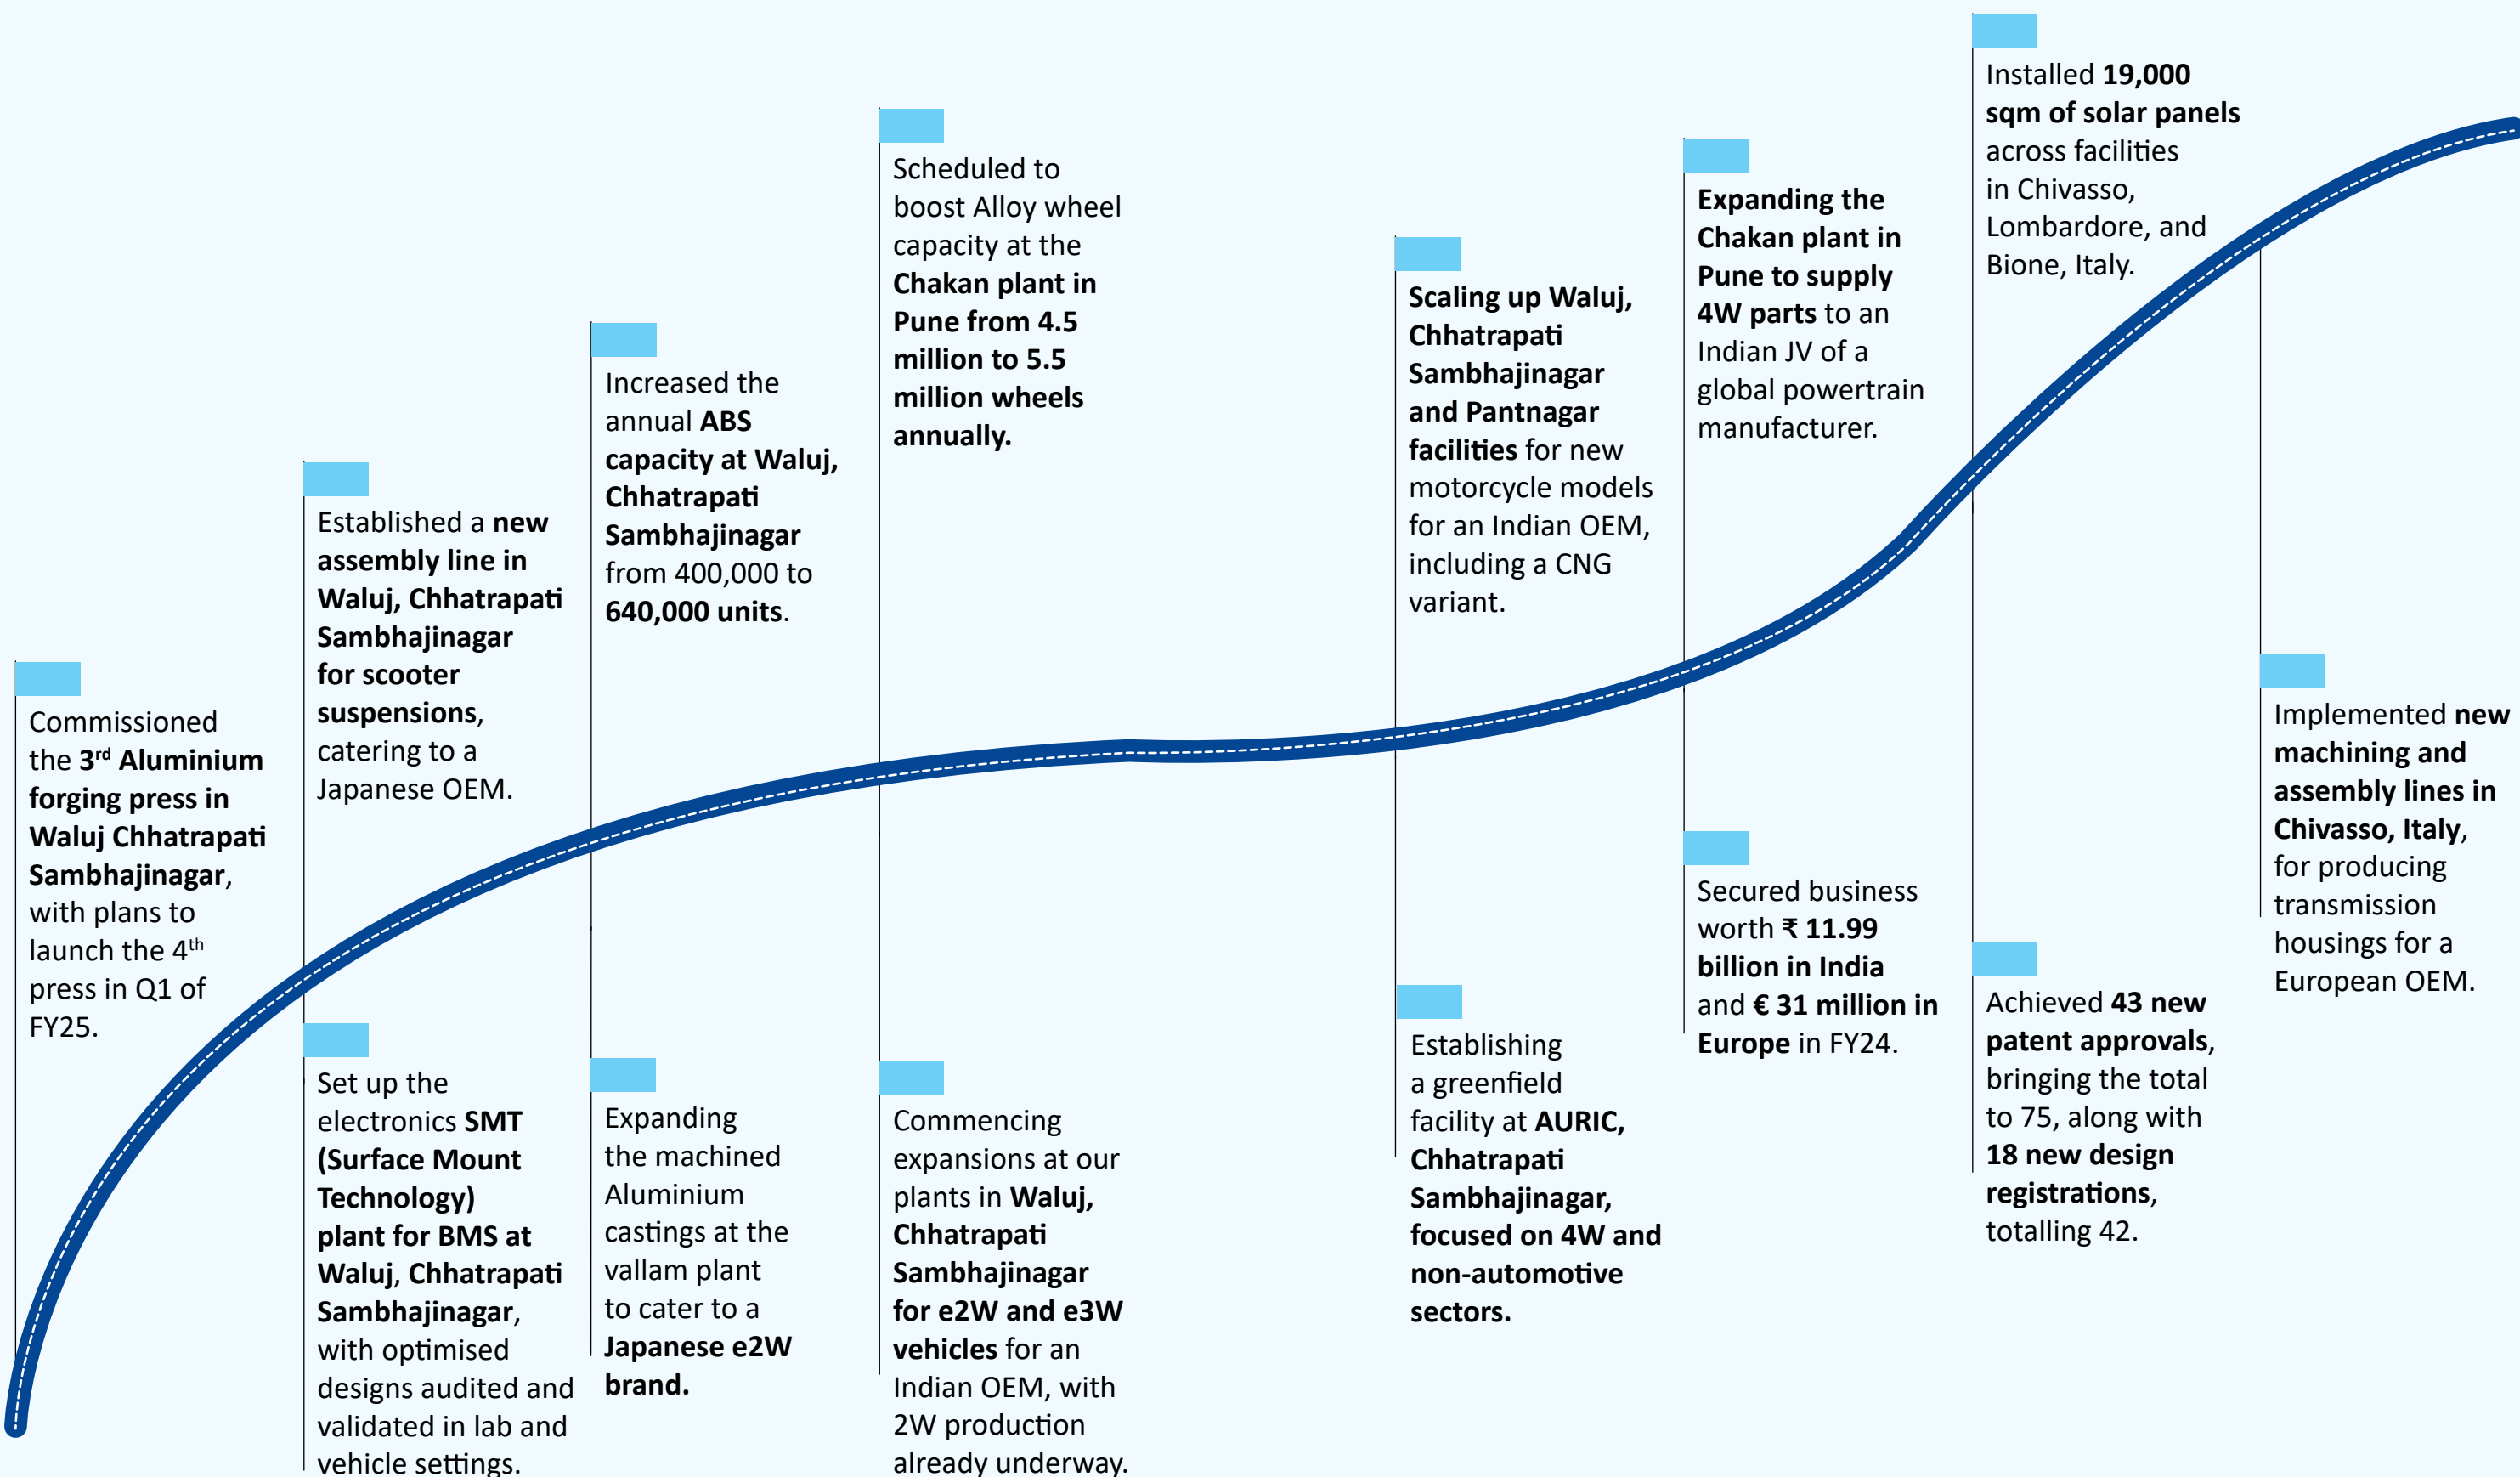 Commissioned
the 3rd Aluminium
forging press in
Waluj Chhatrapati
Sambhajinagar,
with plans to
launch the 4th
press in Q1 of
FY25.
Established a new
assembly line in
Waluj, Chhatrapati
Sambhajinagar
for scooter
suspensions,
catering to a
Japanese OEM.
Set up the
electronics SMT
(Surface Mount
Technology)
plant for BMS at
Waluj, Chhatrapati
Sambhajinagar,
with optimised
designs audited and
validated in lab and
vehicle settings.
Increased the
annual ABS
capacity at Waluj,
Chhatrapati
Sambhajinagar
from 400,000 to
640,000 units.
Expanding
the machined
Aluminium
castings at the
vallam plant
to cater to a
Japanese e2W
brand.
Scheduled to
boost Alloy wheel
capacity at the
Chakan plant in
Pune from 4.5
million to 5.5
million wheels
annually.
Commencing
expansions at our
plants in Waluj,
Chhatrapati
Sambhajinagar
for e2W and e3W
vehicles for an
Indian OEM, with
2W production
already underway.
Scaling up Waluj,
Chhatrapati
Sambhajinagar
and Pantnagar
facilities for new
motorcycle models
for an Indian OEM,
including a CNG
variant.
Establishing
a greenfield
facility at AURIC,
Chhatrapati
Sambhajinagar,
focused on 4W and
non-automotive
sectors.
Expanding the
Chakan plant in
Pune to supply
4W parts to an
Indian JV of a
global powertrain
manufacturer.
Secured business
worth ₹ 11.99
billion in India
and € 31 million in
Europe in FY24.
Installed 19,000
sqm of solar panels
across facilities
in Chivasso,
Lombardore, and
Bione, Italy.
Achieved 43 new
patent approvals,
bringing the total
to 75, along with
18 new design
registrations,
totalling 42.
Implemented new
machining and
assembly lines in
Chivasso, Italy,
for producing
transmission
housings for a
European OEM.